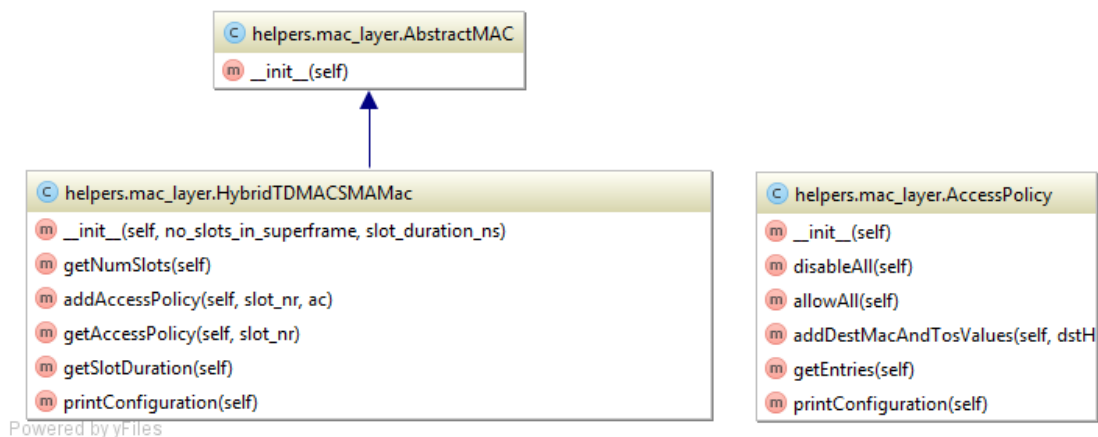 helpers.mac_layer.AbstractMAC
__init__(self)
helpers.mac_layer.HybridTDMACSMAMac
__init__(self, no_slots_in_superframe, slot_duration_ns)
getNumSlots(self)
addAccessPolicy(self, slot_nr, ac)
getAccessPolicy(self, slot_nr)
getSlotDuration(self)
printConfiguration(self)
helpers.mac_layer.AccessPolicy
__init__(self)
disableAll(self)
allowAll(self)
addDestMacAndTosValues(self, dstH
getEntries(self)
printConfiguration(self)
Powered by yFiles